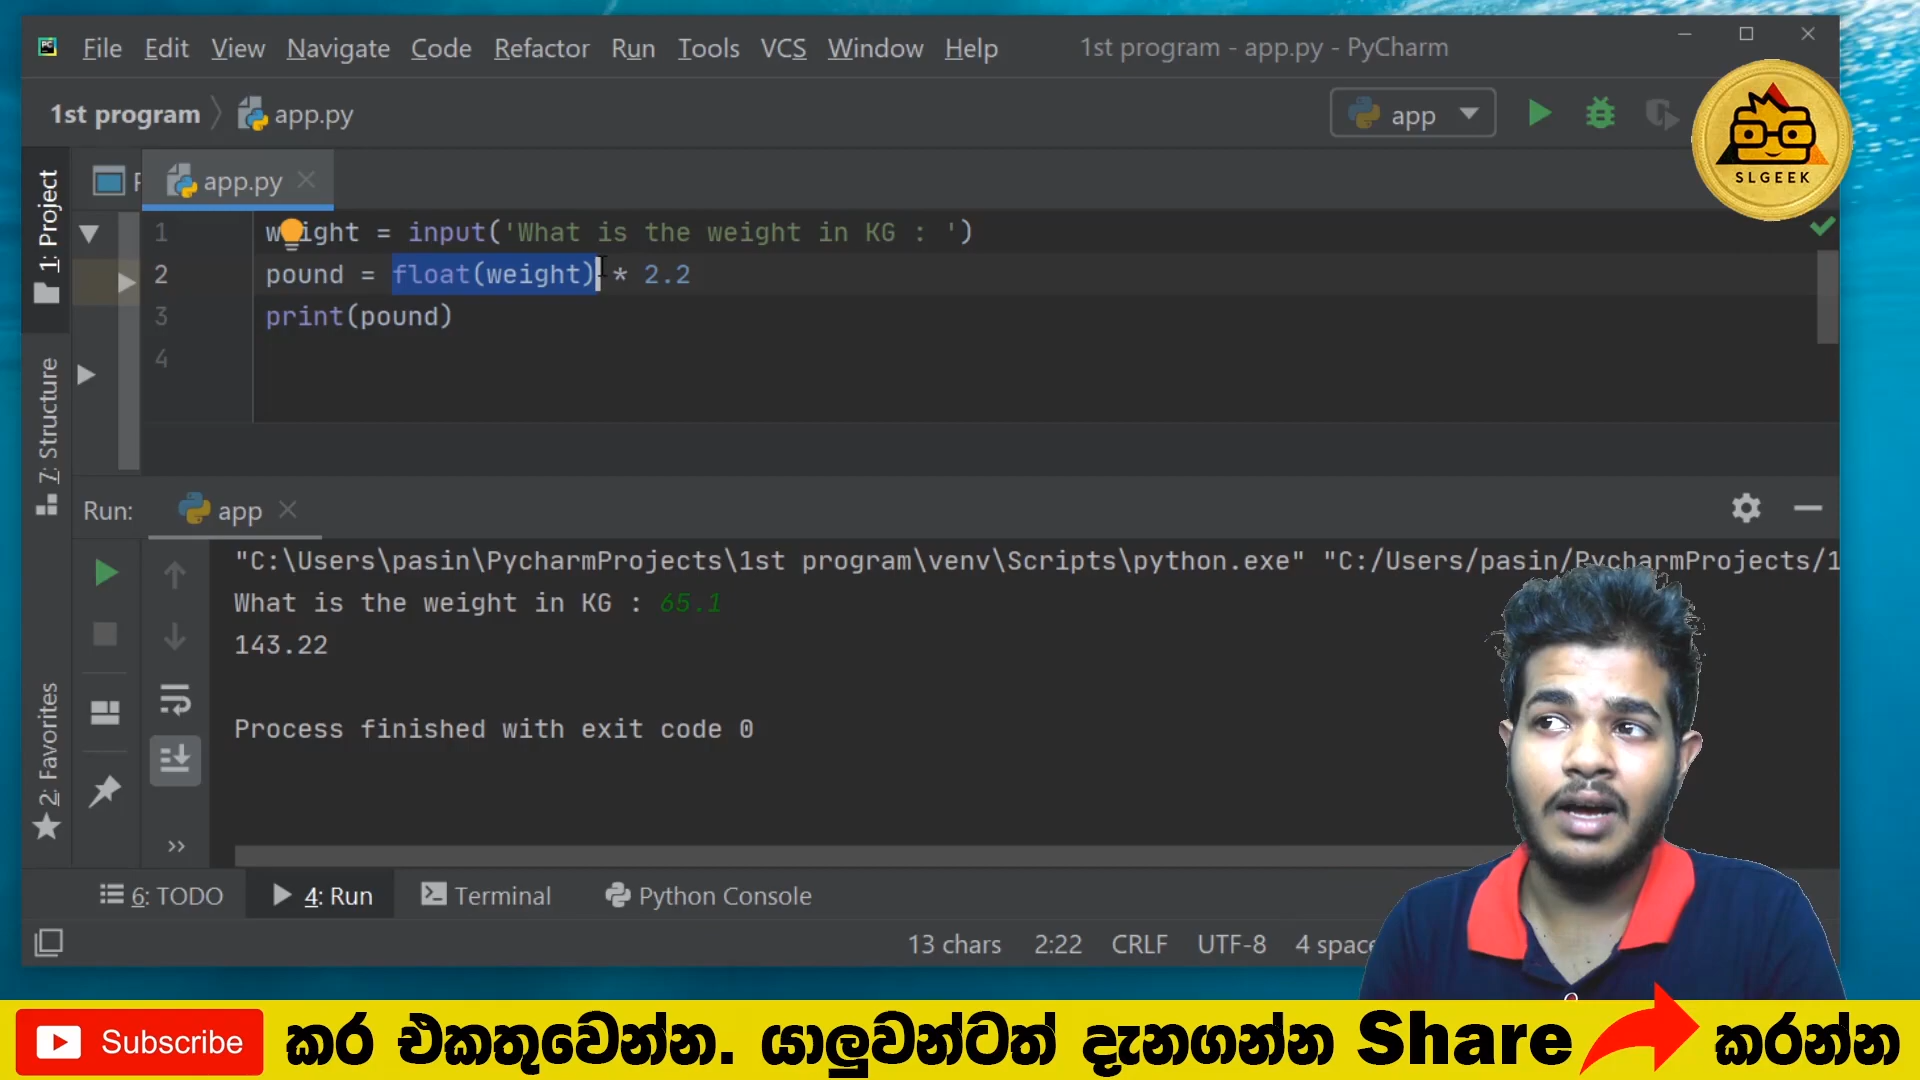 File Edit View Navigate Code Refactor Run Tools VCS Window Help 1st program - app.py - PyCharm
1st program app.py app
SLGEEK
1: Project
app.py
1 weight = input('What is the weight in KG : ')
2 pound = float(weight) * 2.2
3 print(pound)
4
7: Structure
Run: app
"C:\Users\pasin\PycharmProjects\1st program\venv\Scripts\python.exe" "C:/Users/pasin/PycharmProjects/1
What is the weight in KG : 65.1
143.22
Process finished with exit code 0
2: Favorites
6: TODO 4: Run Terminal Python Console
13 chars 2:22 CRLF UTF-8 4 space
Subscribe කර එකතුවෙන්න. යාලුවන්ටත් දැනගන්න Share කරන්න